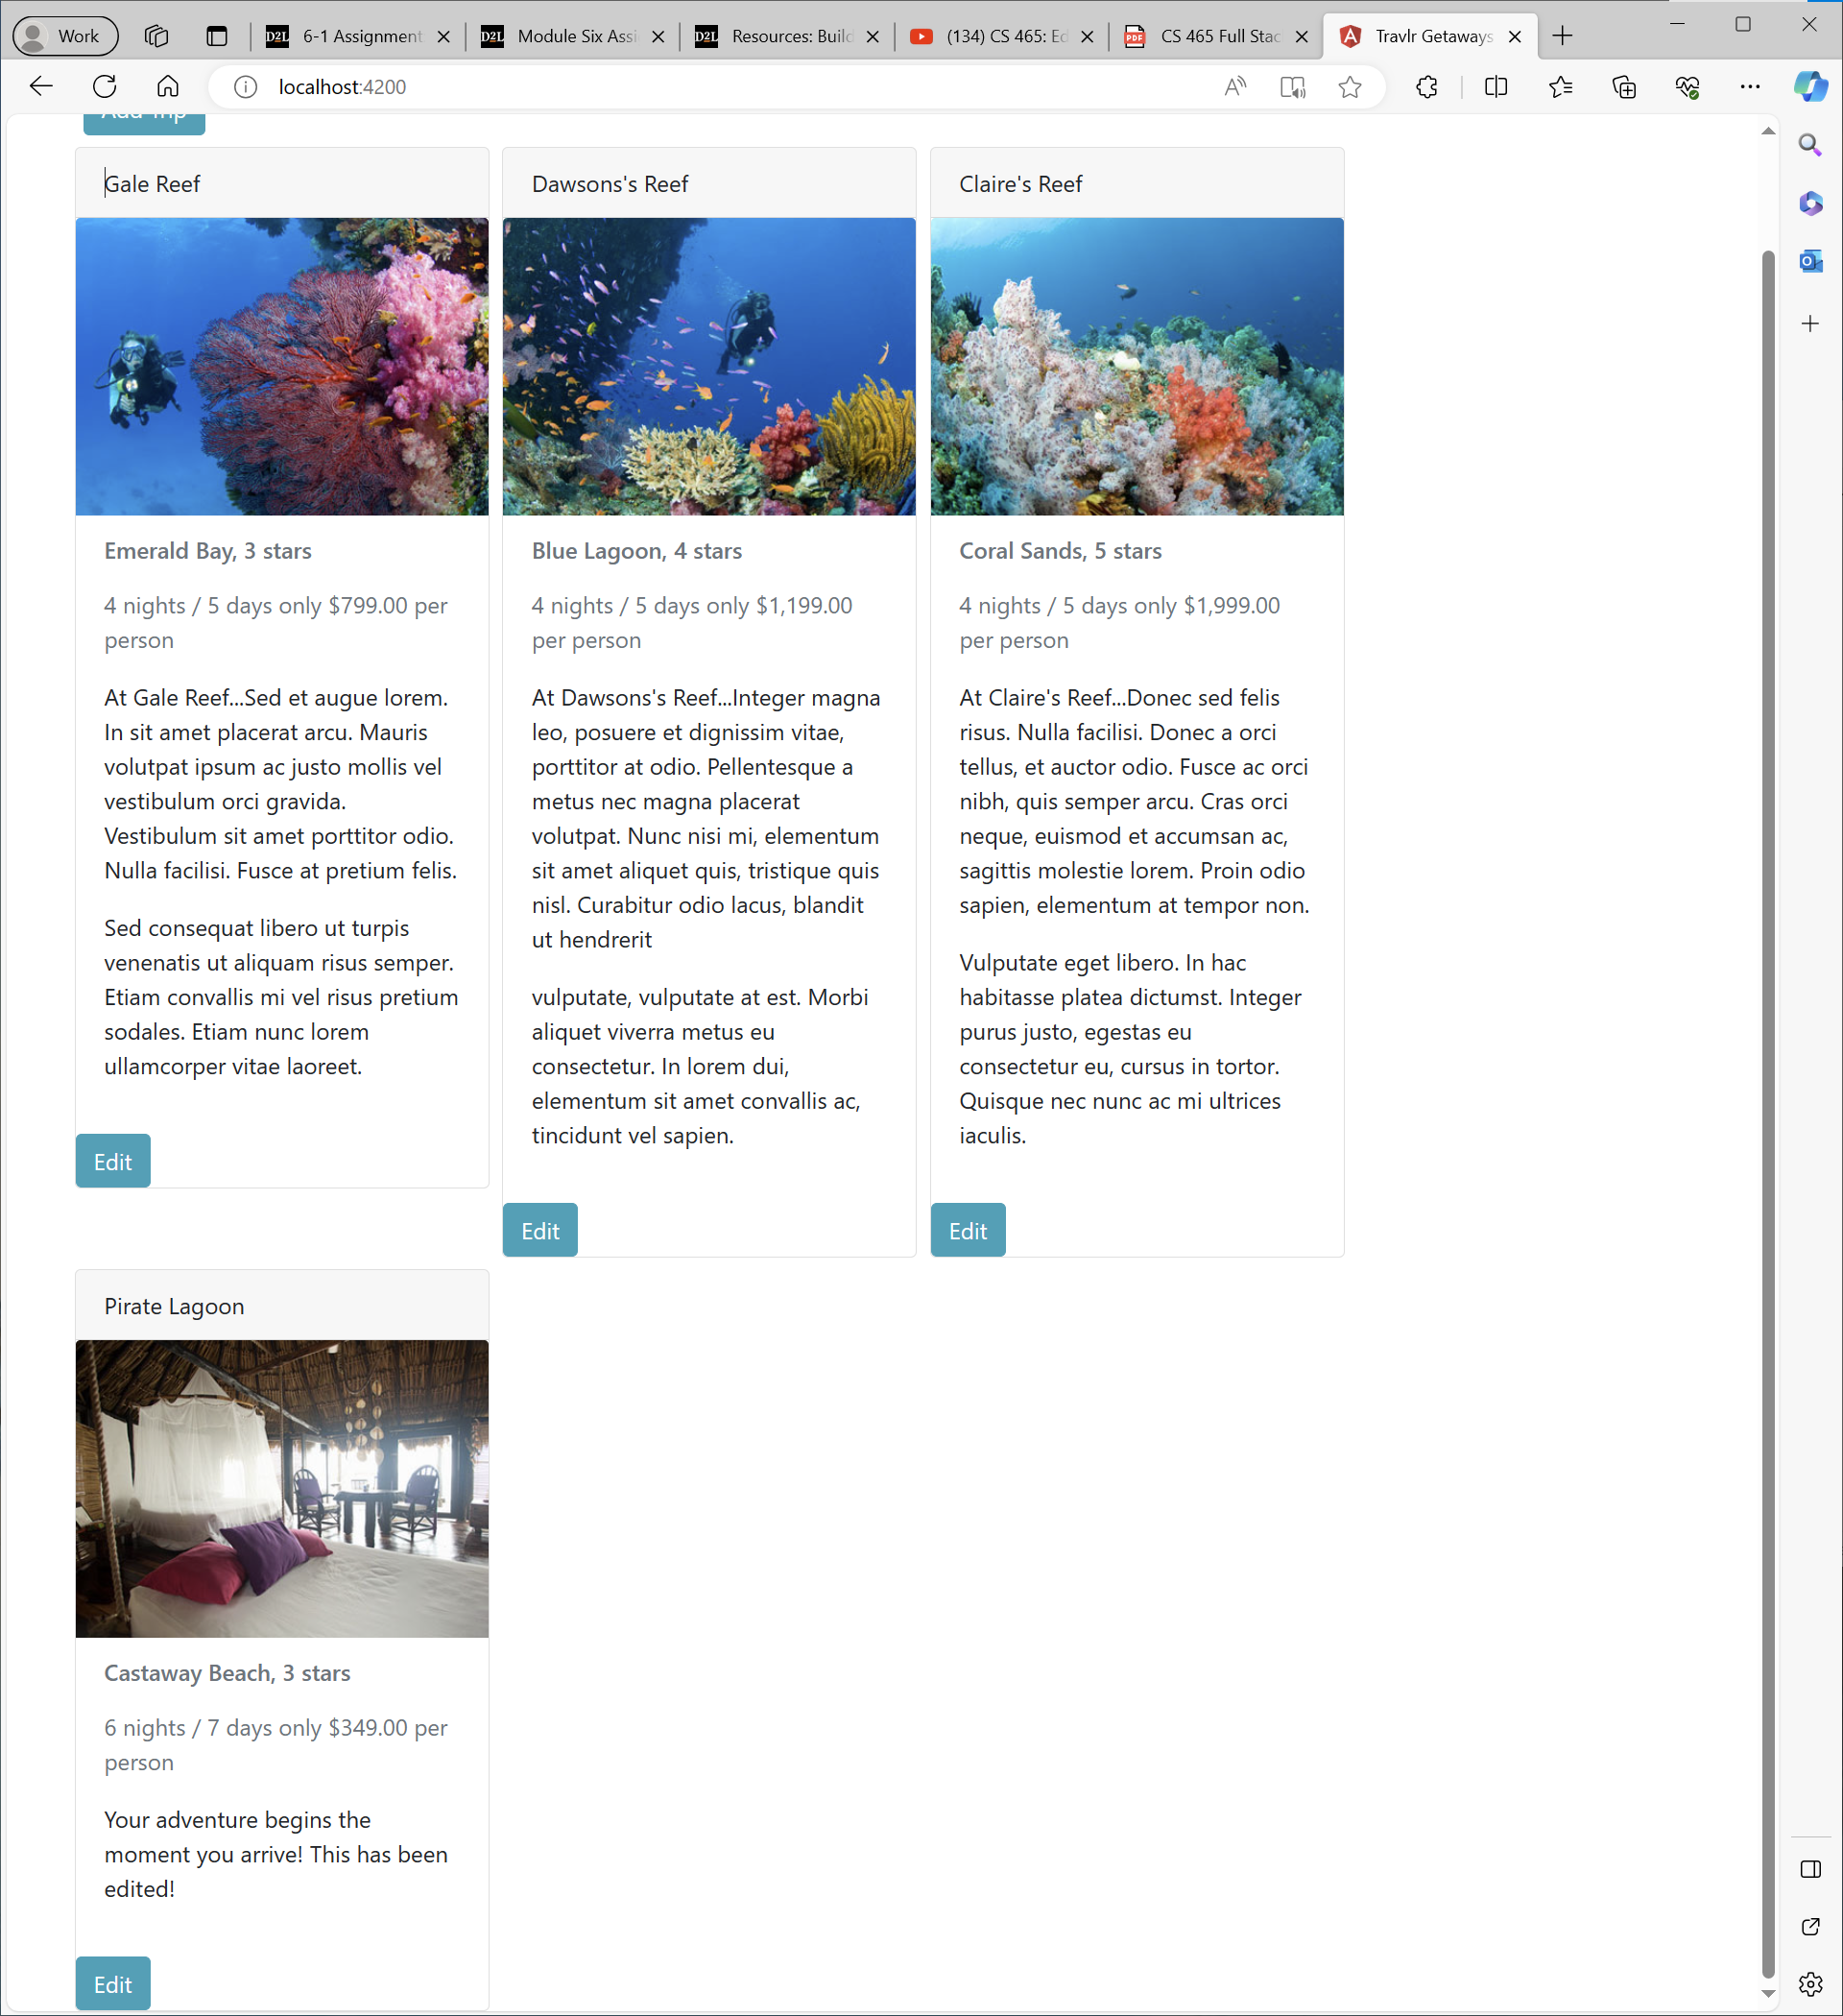 Work
6-1 Assignment
Module Six Assi
Resources: Build
(134) CS 465: Ed
CS 465 Full Stac
Travlr Getaways
localhost:4200
Add Trip
Gale Reef
Emerald Bay, 3 stars
4 nights / 5 days only $799.00 per
person
At Gale Reef...Sed et augue lorem.
In sit amet placerat arcu. Mauris
volutpat ipsum ac justo mollis vel
vestibulum orci gravida.
Vestibulum sit amet porttitor odio.
Nulla facilisi. Fusce at pretium felis.
Sed consequat libero ut turpis
venenatis ut aliquam risus semper.
Etiam convallis mi vel risus pretium
sodales. Etiam nunc lorem
ullamcorper vitae laoreet.
Edit
Dawsons's Reef
Blue Lagoon, 4 stars
4 nights / 5 days only $1,199.00
per person
At Dawsons's Reef...Integer magna
leo, posuere et dignissim vitae,
porttitor at odio. Pellentesque a
metus nec magna placerat
volutpat. Nunc nisi mi, elementum
sit amet aliquet quis, tristique quis
nisl. Curabitur odio lacus, blandit
ut hendrerit
vulputate, vulputate at est. Morbi
aliquet viverra metus eu
consectetur. In lorem dui,
elementum sit amet convallis ac,
tincidunt vel sapien.
Edit
Claire's Reef
Coral Sands, 5 stars
4 nights / 5 days only $1,999.00
per person
At Claire's Reef...Donec sed felis
risus. Nulla facilisi. Donec a orci
tellus, et auctor odio. Fusce ac orci
nibh, quis semper arcu. Cras orci
neque, euismod et accumsan ac,
sagittis molestie lorem. Proin odio
sapien, elementum at tempor non.
Vulputate eget libero. In hac
habitasse platea dictumst. Integer
purus justo, egestas eu
consectetur eu, cursus in tortor.
Quisque nec nunc ac mi ultrices
iaculis.
Edit
Pirate Lagoon
Castaway Beach, 3 stars
6 nights / 7 days only $349.00 per
person
Your adventure begins the
moment you arrive! This has been
edited!
Edit